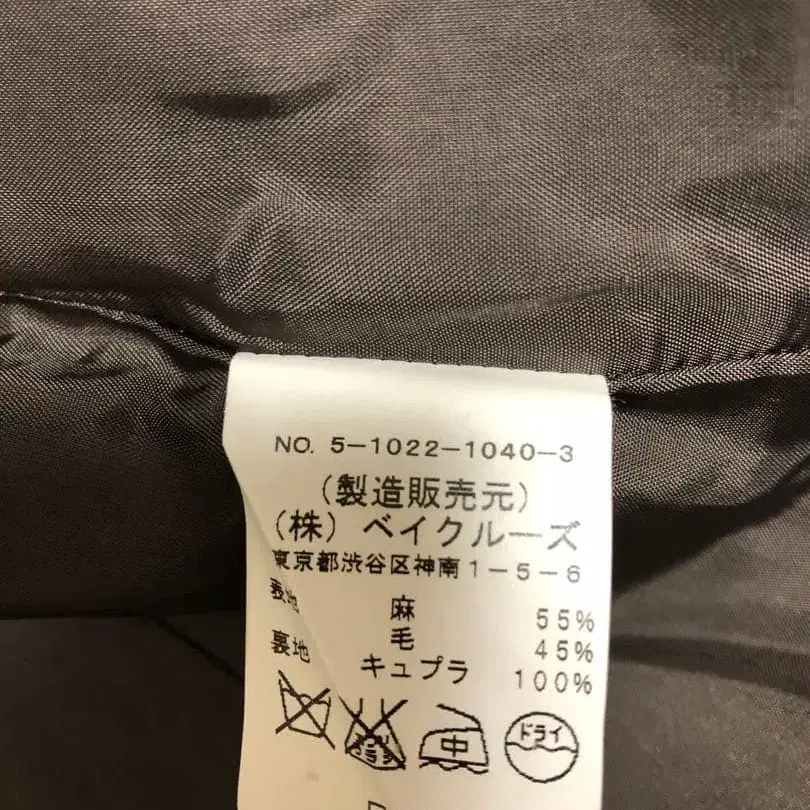 NO. 5-1022-1040-3
(製造販売元)
(株) ベイクルーズ
東京都渋谷区神南1-5-6
表地 麻 55%
毛 45%
裏地 キュプラ 100%
中 ドライ